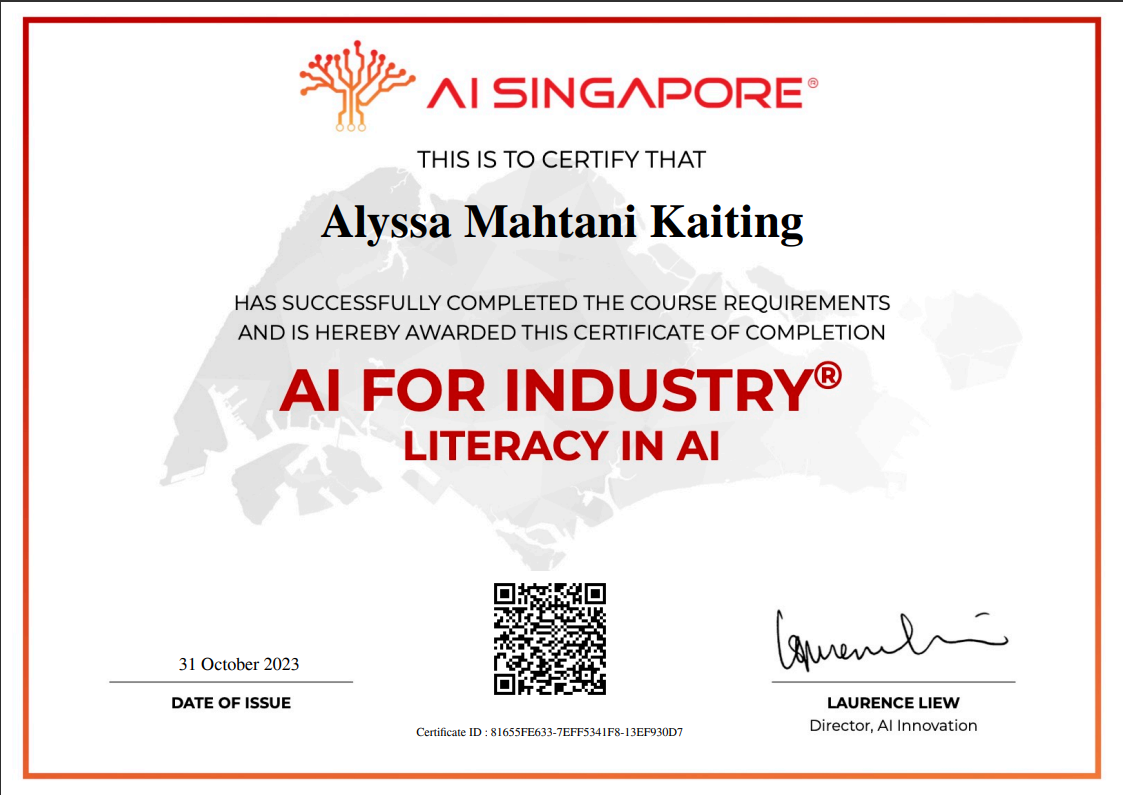 AI SINGAPORE®
THIS IS TO CERTIFY THAT
Alyssa Mahtani Kaiting
HAS SUCCESSFULLY COMPLETED THE COURSE REQUIREMENTS
AND IS HEREBY AWARDED THIS CERTIFICATE OF COMPLETION
AI FOR INDUSTRY®
LITERACY IN AI
31 October 2023
DATE OF ISSUE
Certificate ID : 81655FE633-7EFF5341F8-13EF930D7
LAURENCE LIEW
Director, AI Innovation